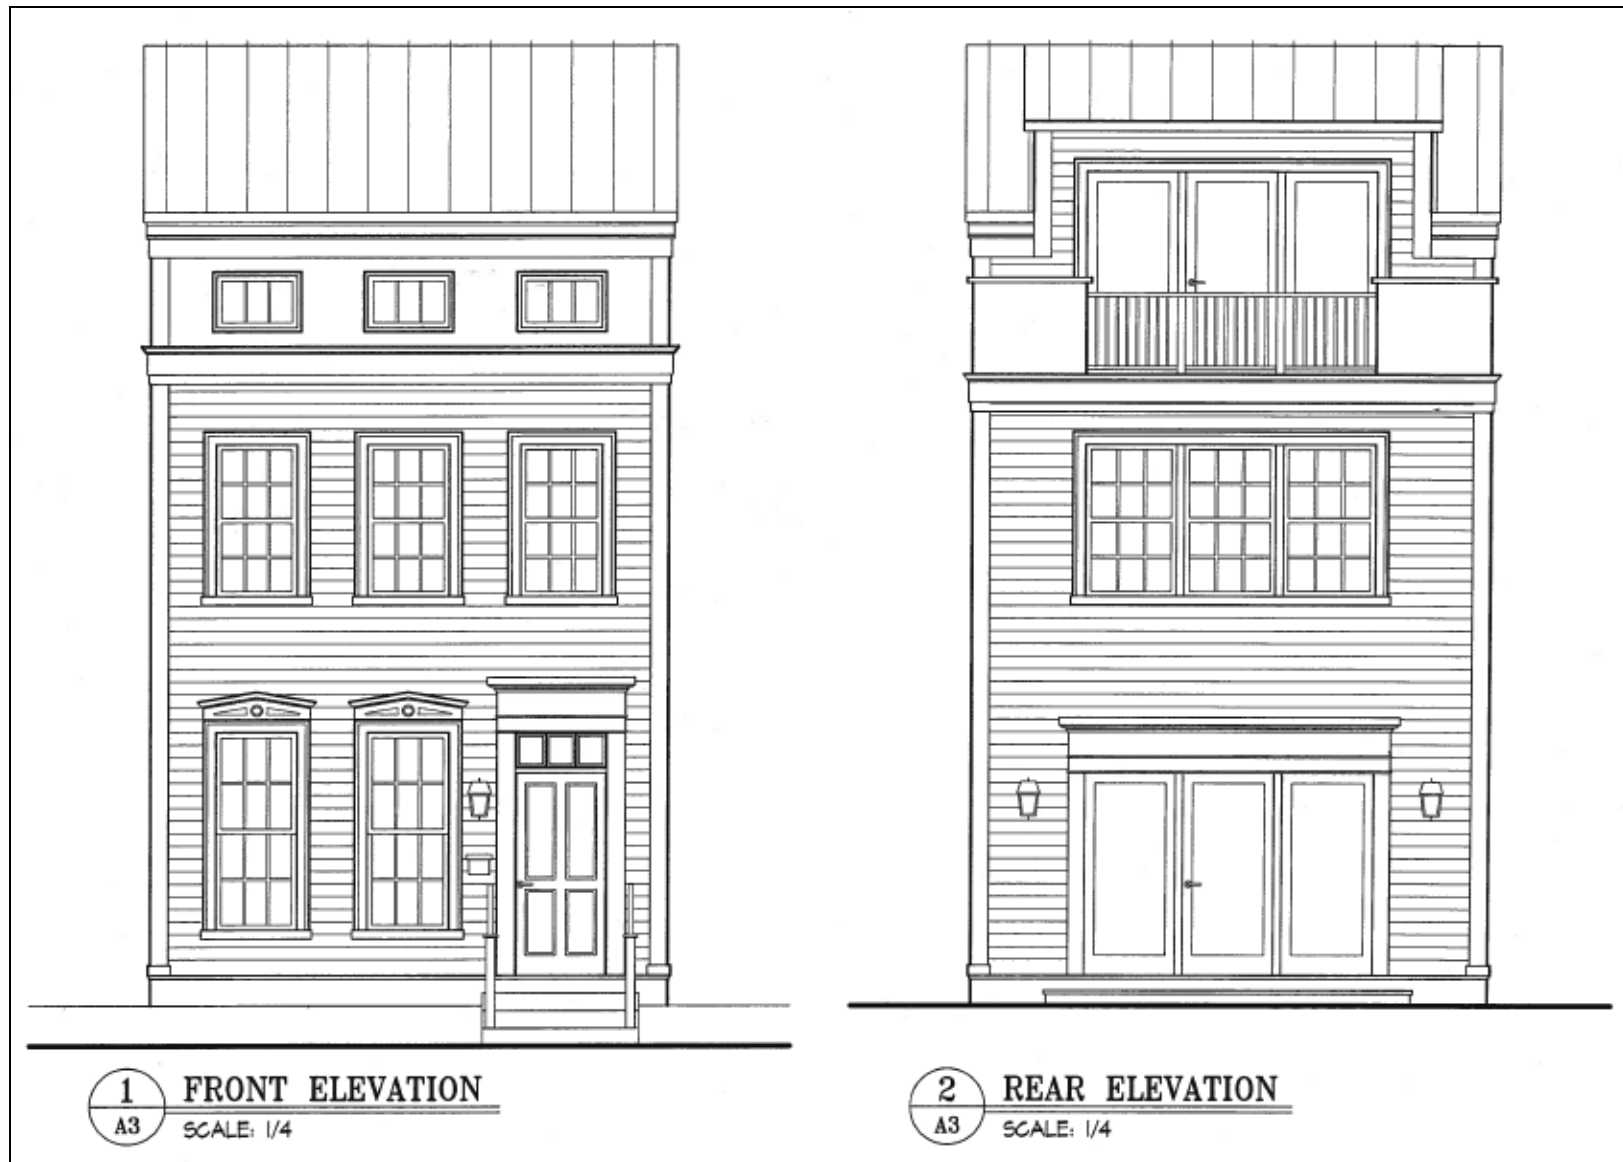 1
A3
FRONT ELEVATION
SCALE: 1/4
2
A3
REAR ELEVATION
SCALE: 1/4